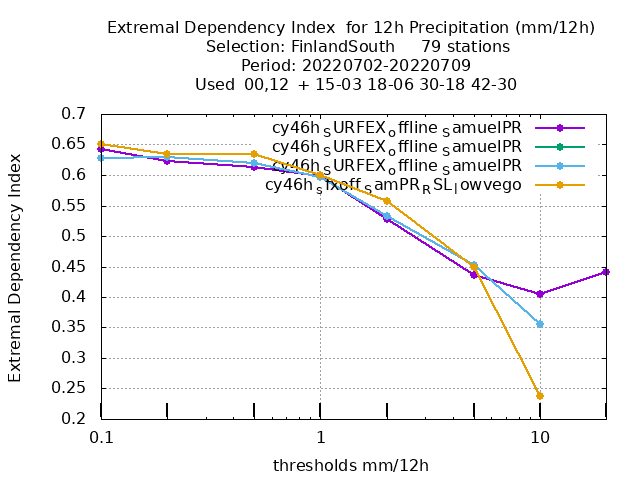 Extremal Dependency Index  for 12h Precipitation (mm/12h)
Selection: FinlandSouth     79 stations
Period: 20220702-20220709
Used  00,12  + 15-03 18-06 30-18 42-30
0.7
0.65
0.6
0.55
0.5
0.45
0.4
0.35
0.3
0.25
0.2
0.1
1
10
Extremal Dependency Index
thresholds mm/12h
cy46h_SURFEX_offline_SamuelPR
cy46h_SURFEX_offline_SamuelPR
cy46h_SURFEX_offline_SamuelPR
cy46h_sfxoff_SamPR_RSL_lowvego